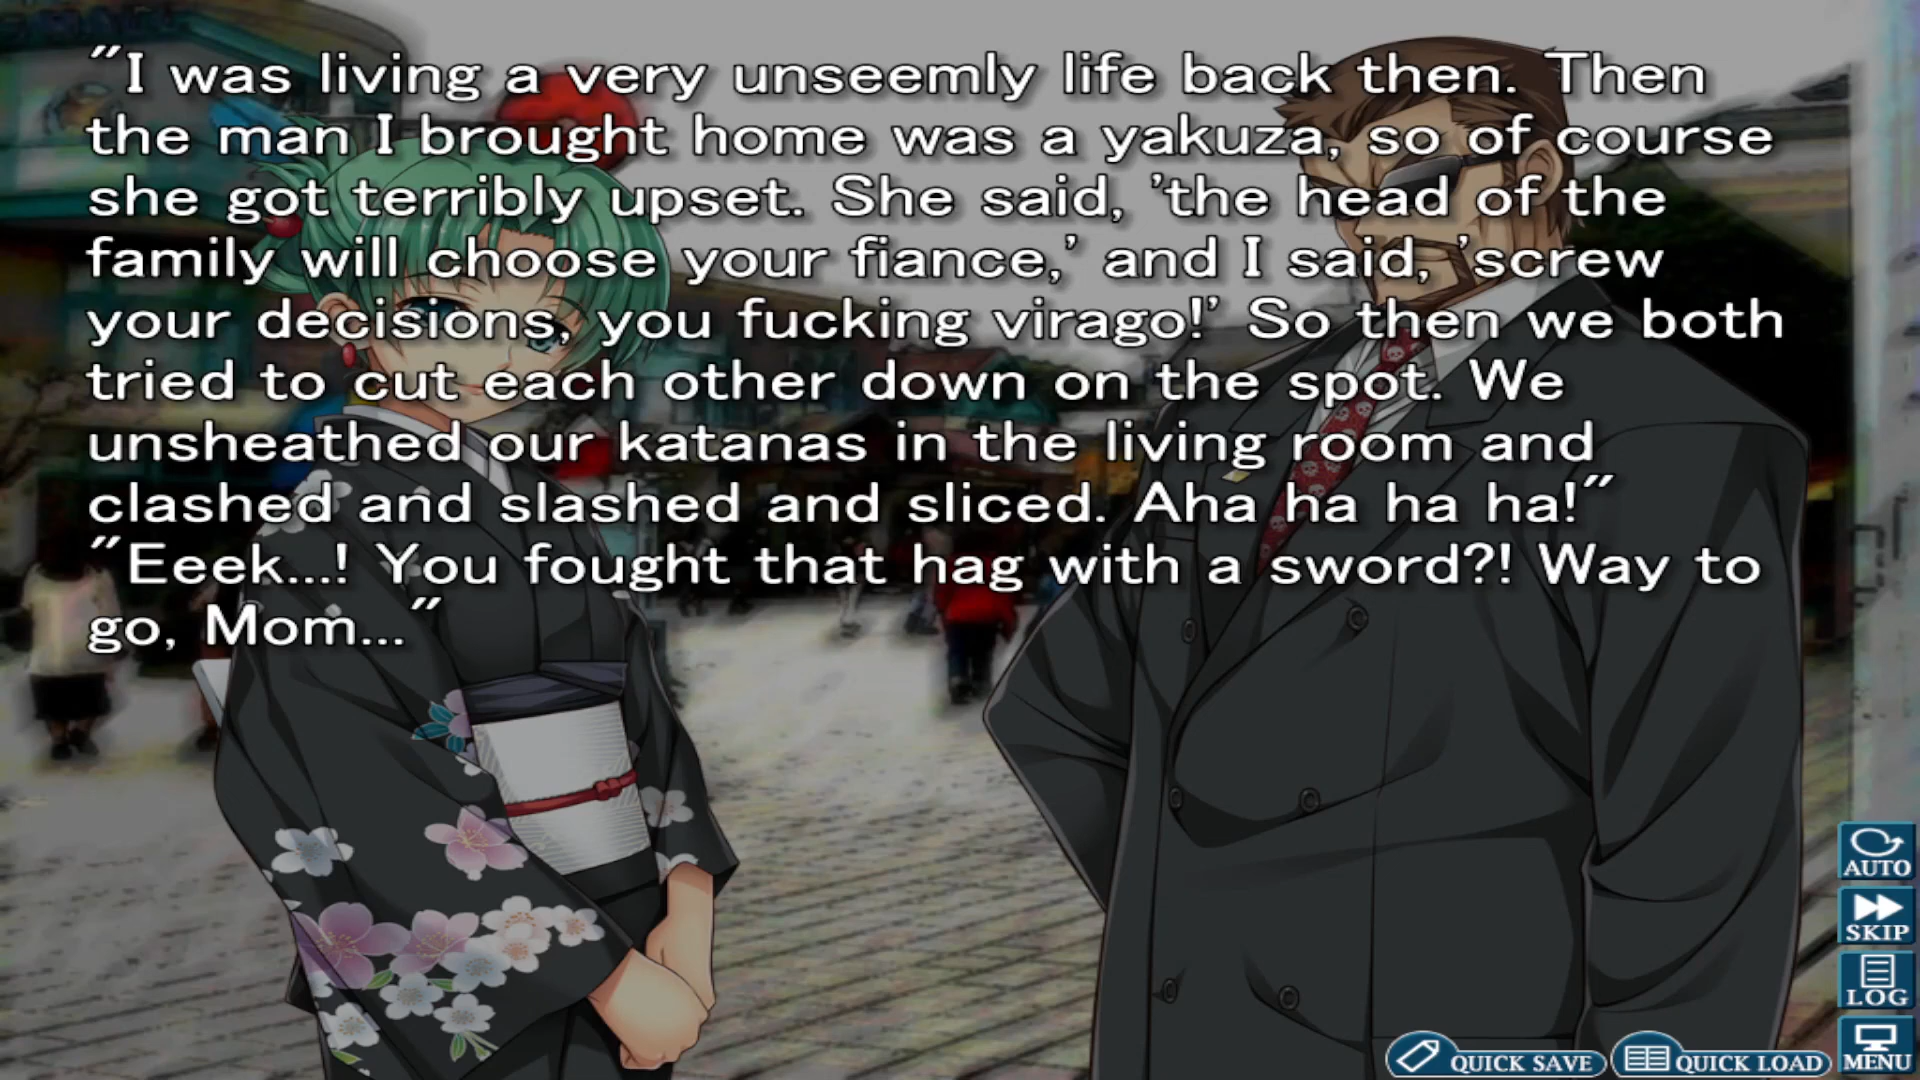 "I was living a very unseemly life back then. Then
the man I brought home was a yakuza, so of course
she got terribly upset. She said, 'the head of the
family will choose your fiance,' and I said, 'screw
your decisions, you fucking virago!' So then we both
tried to cut each other down on the spot. We
unsheathed our katanas in the living room and
clashed and slashed and sliced. Aha ha ha ha!"
"Eeek...! You fought that hag with a sword?! Way to
go, Mom..."
AUTO
SKIP
LOG
MENU
QUICK SAVE
QUICK LOAD